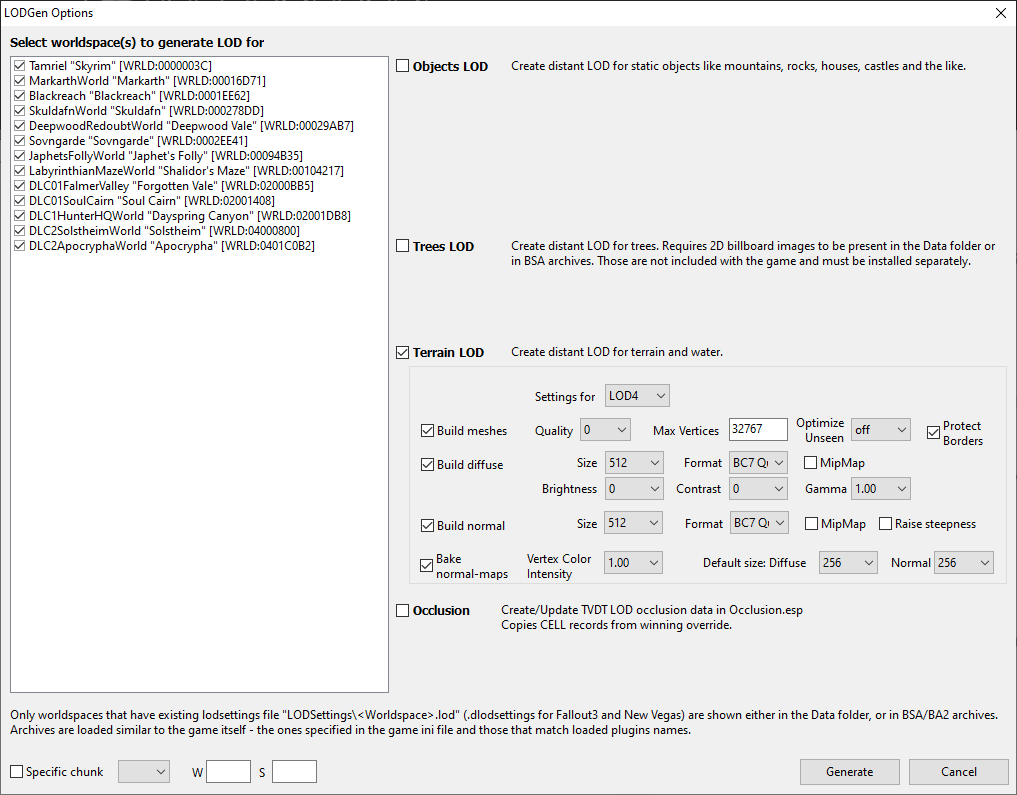 LODGen Options
Select worldspace(s) to generate LOD for
Tamriel "Skyrim" [WRLD:0000003C]
MarkarthWorld "Markarth" [WRLD:00016D71]
Blackreach "Blackreach" [WRLD:0001EE62]
SkuldafnWorld "Skuldafn" [WRLD:000278DD]
DeepwoodRedoubtWorld "Deepwood Vale" [WRLD:00029AB7]
Sovngarde "Sovngarde" [WRLD:0002EE41]
JaphetsFollyWorld "Japhet's Folly" [WRLD:00094B35]
LabyrinthianMazeWorld "Shalidor's Maze" [WRLD:00104217]
DLC01FalmerValley "Forgotten Vale" [WRLD:02000BB5]
DLC01SoulCairn "Soul Cairn" [WRLD:02001408]
DLC1HunterHQWorld "Dayspring Canyon" [WRLD:02001DB8]
DLC2SolstheimWorld "Solstheim" [WRLD:04000800]
DLC2ApocryphaWorld "Apocrypha" [WRLD:0401C0B2]
Objects LOD Create distant LOD for static objects like mountains, rocks, houses, castles and the like.
Trees LOD Create distant LOD for trees. Requires 2D billboard images to be present in the Data folder or
in BSA archives. Those are not included with the game and must be installed separately.
Terrain LOD Create distant LOD for terrain and water.
Settings for LOD4
Build meshes Quality 0 Max Vertices 32767 Optimize Unseen off Protect Borders
Build diffuse Size 512 Format BC7 Qu MipMap
Brightness 0 Contrast 0 Gamma 1.00
Build normal Size 512 Format BC7 Qu MipMap Raise steepness
Bake normal-maps Vertex Color Intensity 1.00 Default size: Diffuse 256 Normal 256
Occlusion Create/Update TVDT LOD occlusion data in Occlusion.esp
Copies CELL records from winning override.
Only worldspaces that have existing lodsettings file "LODSettings\<Worldspace>.lod" (.dlodsettings for Fallout3 and New Vegas) are shown either in the Data folder, or in BSA/BA2 archives.
Archives are loaded similar to the game itself - the ones specified in the game ini file and those that match loaded plugins names.
Specific chunk W S Generate Cancel